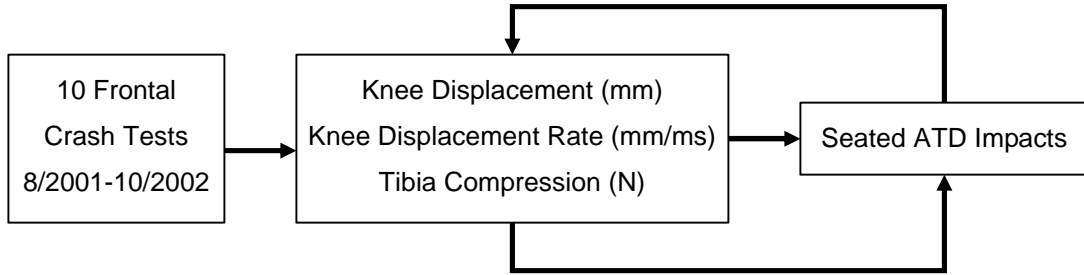 10 Frontal
Crash Tests
8/2001-10/2002
Knee Displacement (mm)
Knee Displacement Rate (mm/ms)
Tibia Compression (N)
Seated ATD Impacts